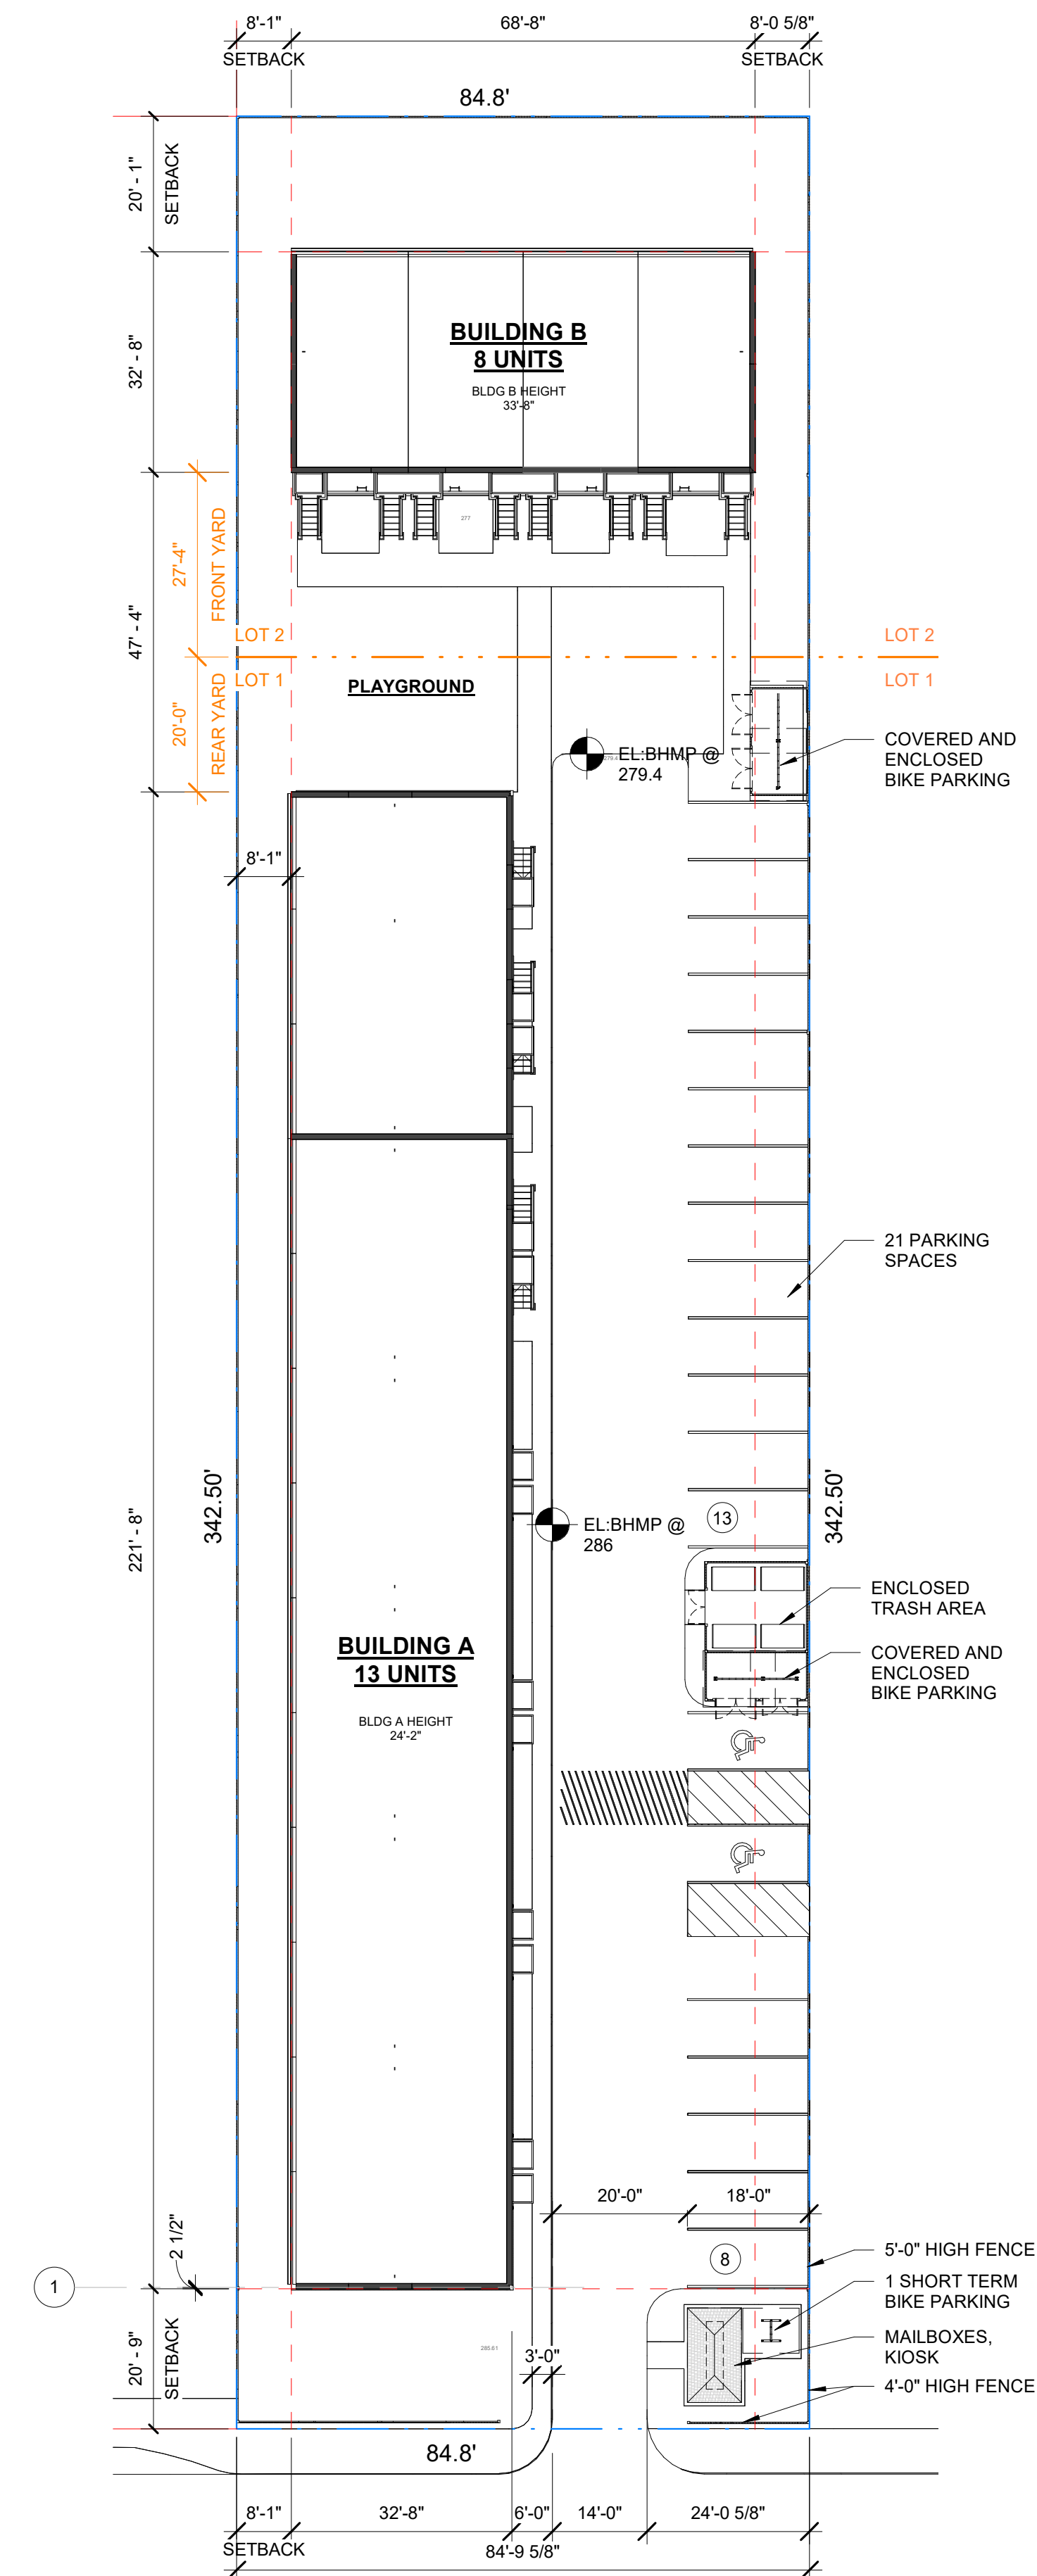 8'-1"
68'-8"
8'-0 5/8"
SETBACK
SETBACK
84.8'
20' - 1"
SETBACK
32' - 8"
BUILDING B
8 UNITS
BLDG B HEIGHT
33'-8"
277
27'-4"
FRONT YARD
47' - 4"
LOT 2
LOT 2
LOT 1
LOT 1
20'-0"
REAR YARD
PLAYGROUND
EL:BHMP @
279.4
279.4
COVERED AND
ENCLOSED
BIKE PARKING
8'-1"
21 PARKING
SPACES
221' - 8"
342.50'
342.50'
13
EL:BHMP @
286
ENCLOSED
TRASH AREA
BUILDING A
13 UNITS
COVERED AND
ENCLOSED
BIKE PARKING
BLDG A HEIGHT
24'-2"
20'-0"
18'-0"
2 1/2"
8
5'-0" HIGH FENCE
1
1 SHORT TERM
BIKE PARKING
MAILBOXES,
KIOSK
285.61
3'-0"
20' - 9"
SETBACK
4'-0" HIGH FENCE
84.8'
8'-1"
32'-8"
6'-0"
14'-0"
24'-0 5/8"
SETBACK
84'-9 5/8"